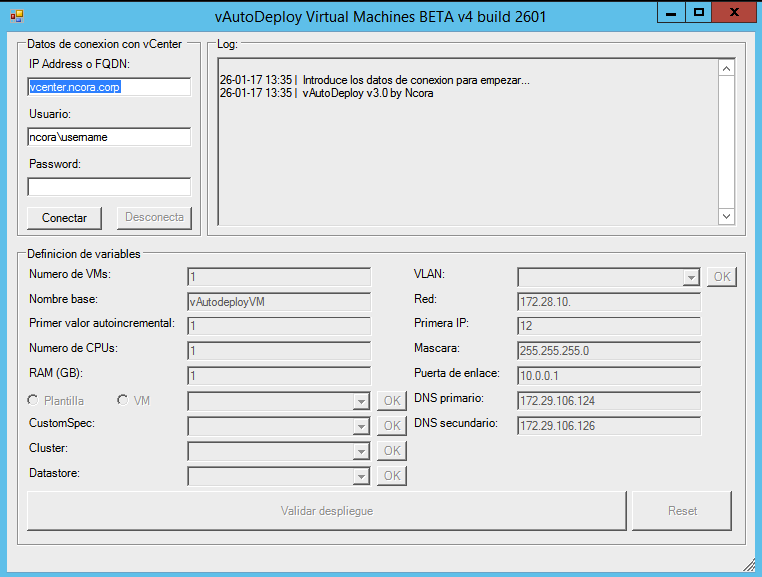 vAutoDeploy Virtual Machines BETA v4 build 2601
Datos de conexion con vCenter
IP Address o FQDN:
vcenter.ncora.corp
Usuario:
ncora\username
Password:
Conectar
Desconecta
Log:
26-01-17 13:35 | Introduce los datos de conexion para empezar...
26-01-17 13:35 | vAutoDeploy v3.0 by Ncora
Definicion de variables
Numero de VMs:
1
Nombre base:
vAutodeployVM
Primer valor autoincremental:
1
Numero de CPUs:
1
RAM (GB):
1
Plantilla
VM
OK
CustomSpec:
OK
Cluster:
OK
Datastore:
OK
VLAN:
OK
Red:
172.28.10.
Primera IP:
12
Mascara:
255.255.255.0
Puerta de enlace:
10.0.0.1
DNS primario:
172.29.106.124
DNS secundario:
172.29.106.126
Validar despliegue
Reset